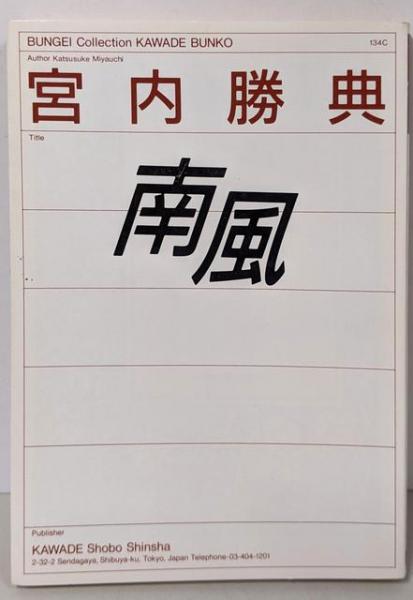 BUNGEI Collection KAWADE BUNKO 134C
Author Katsusuke Miyauchi
宮内勝典
Title
南風
Publisher
KAWADE Shobo Shinsha
2-32-2 Sendagaya, Shibuya-ku, Tokyo, Japan Telephone-03-404-1201